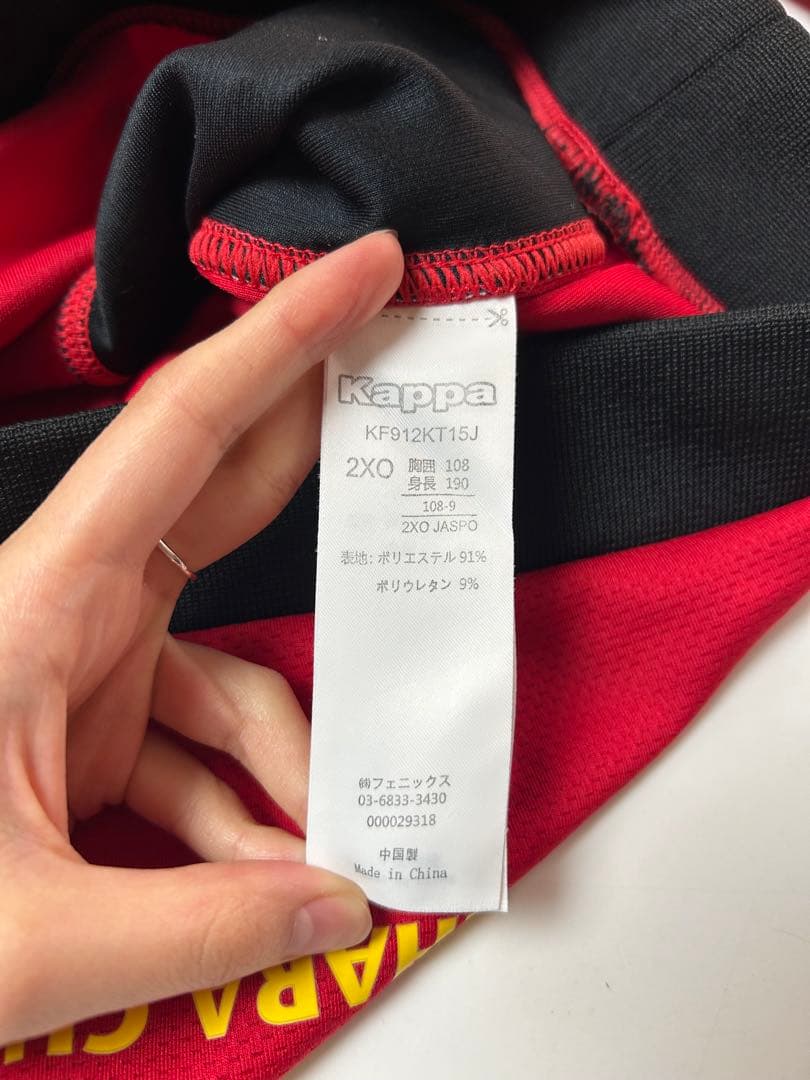 Kappa
KF912KT15J
2XO 胸囲 108
身長 190
108-9
2XO JASPO
表地: ポリエステル 91%
ポリウレタン 9%
㈱フェニックス
03-6833-3430
000029318
中国製
Made in China